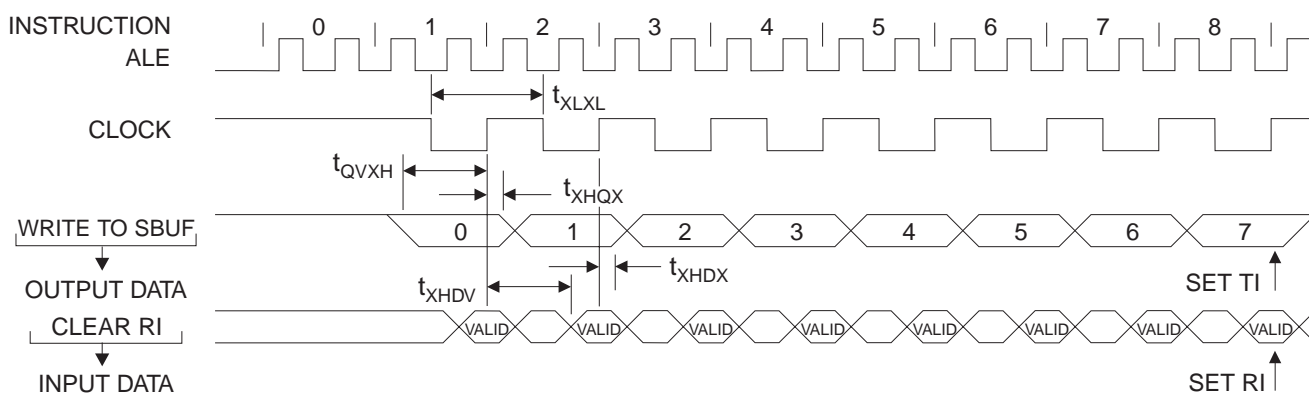 INSTRUCTION
0 1 2 3 4 5 6 7 8
ALE
tXLXL
CLOCK
tQVXH
tXHQX
WRITE TO SBUF
0 1 2 3 4 5 6 7
tXHDX
OUTPUT DATA
SET TI
tXHDV
CLEAR RI
VALID VALID VALID VALID VALID VALID VALID VALID
INPUT DATA
SET RI